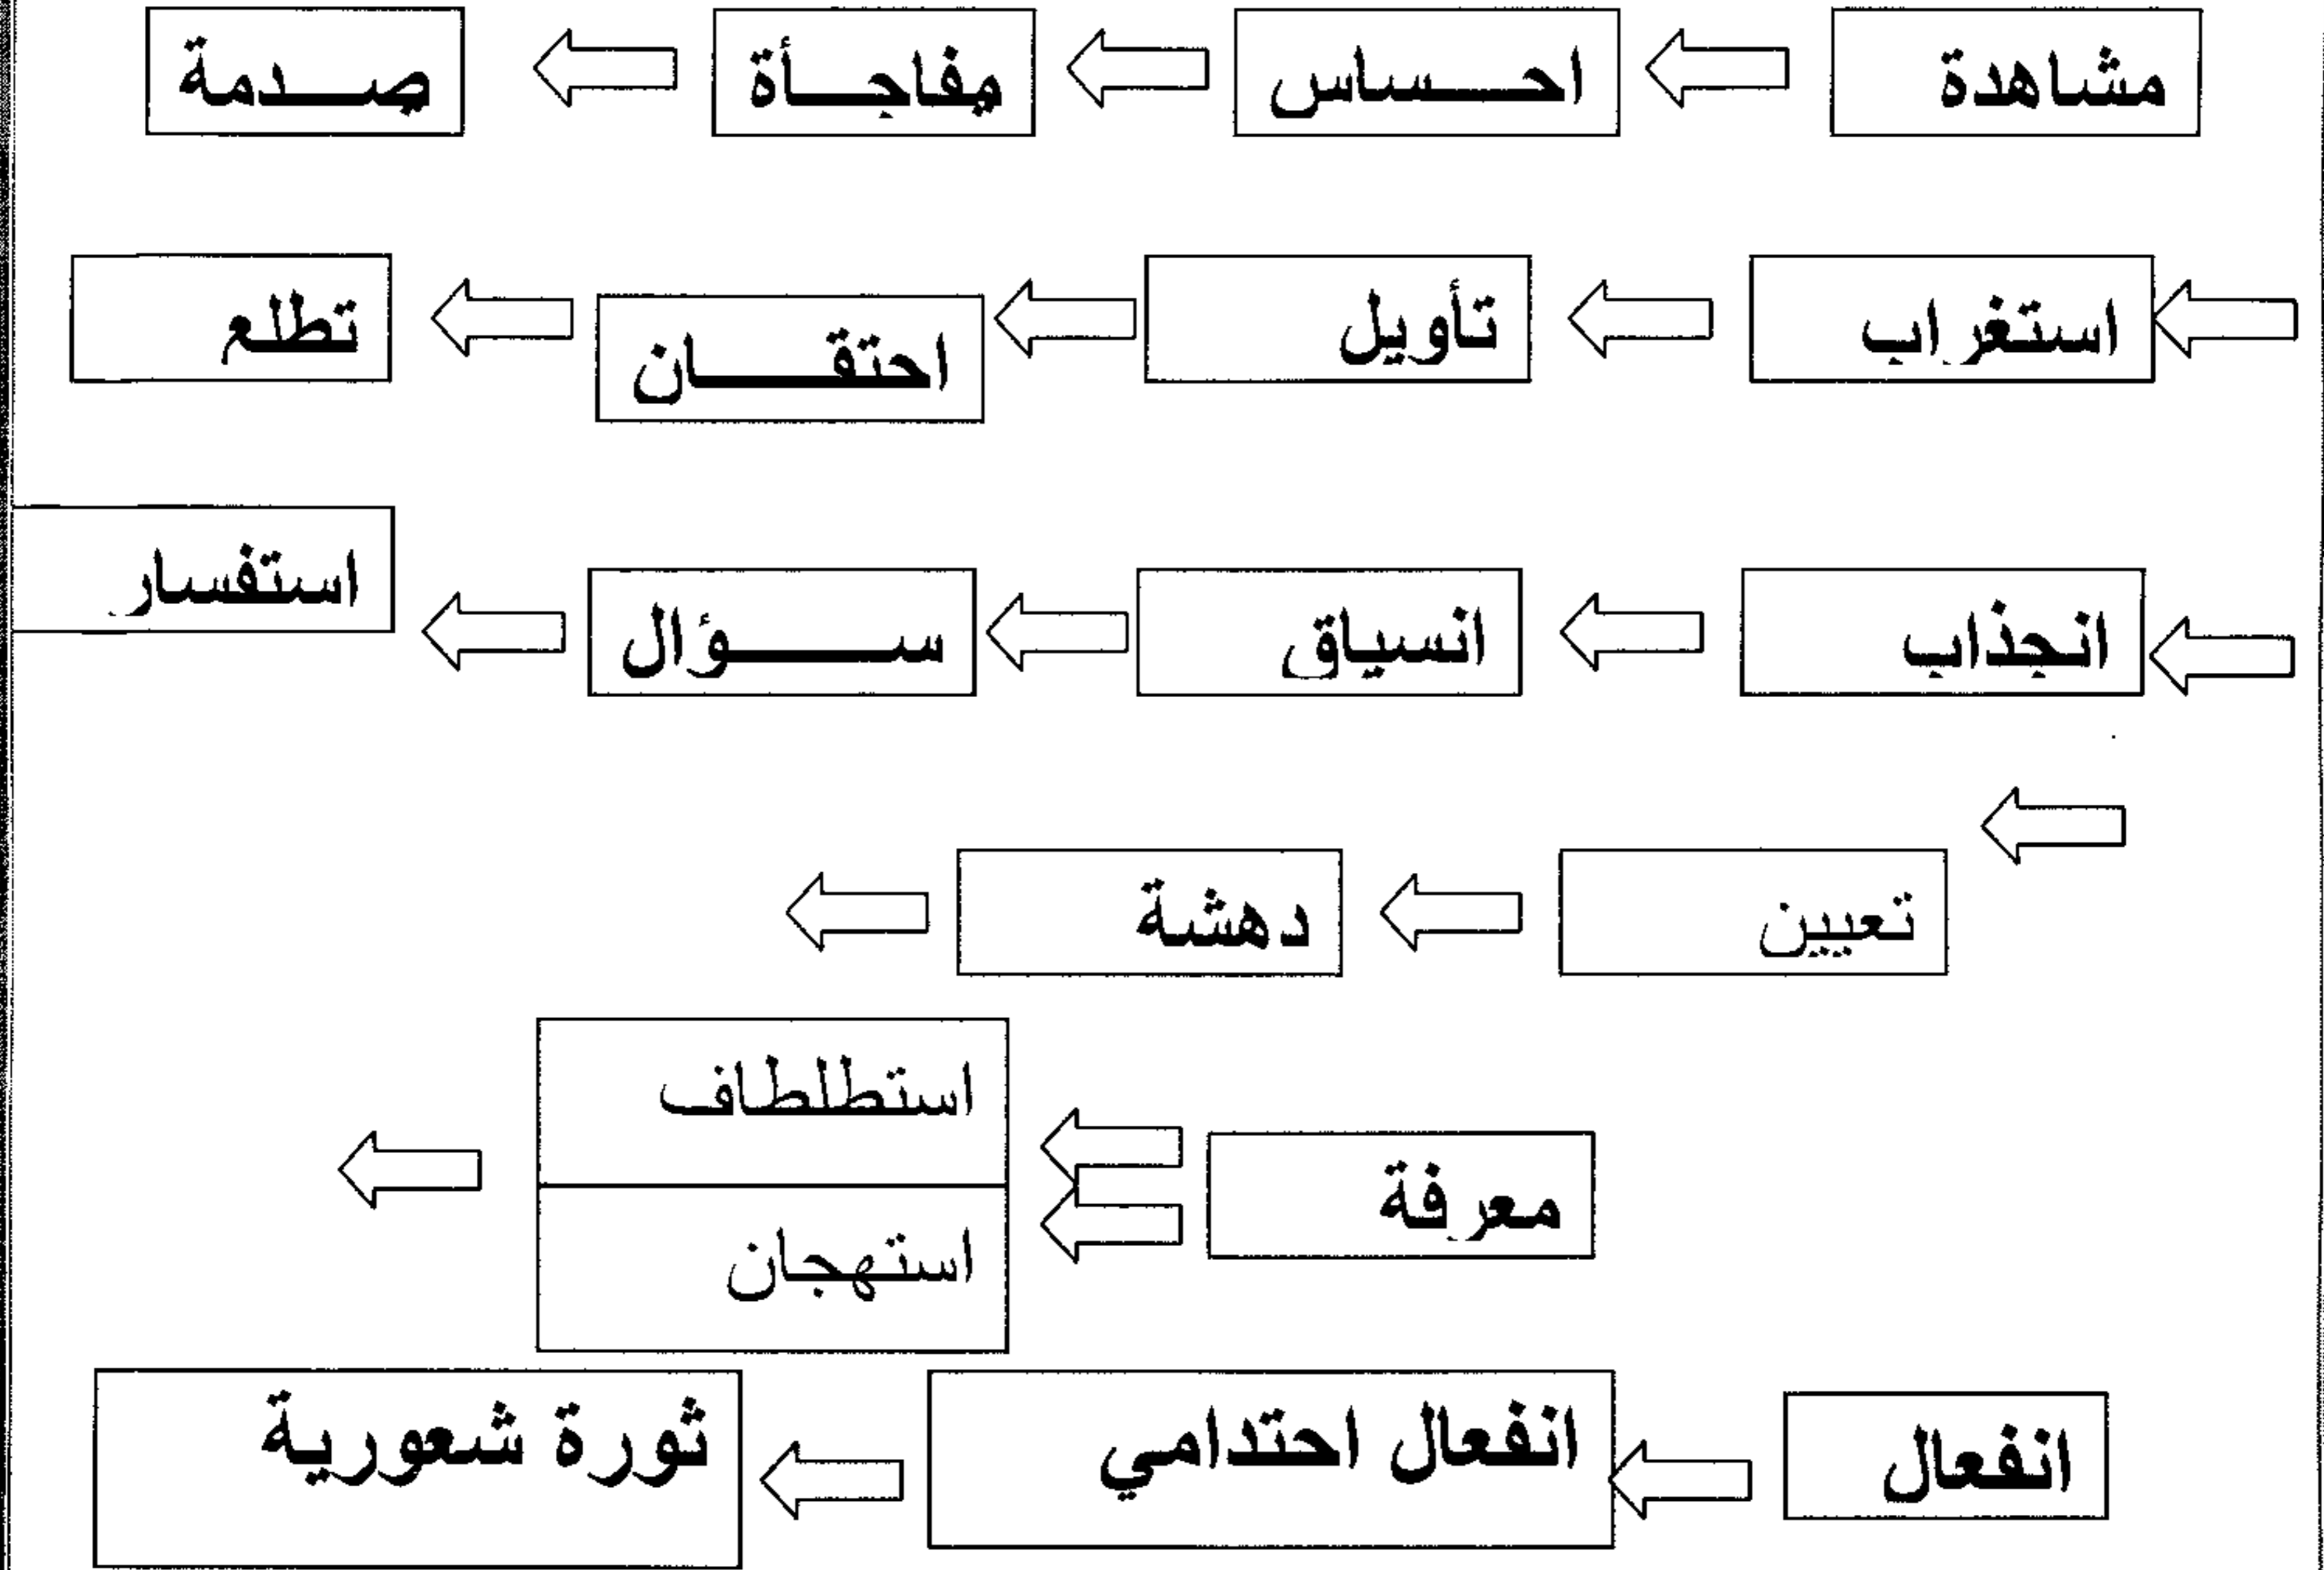 مشاهدة احساس مفاجأة صدمة
استغراب تأويل احتقان تطلع
انجذاب انسياق سؤال استفسار
تعيين دهشة
استطلطاف
معرفة
استهجان
انفعال انفعال احتدامي ثورة شعورية